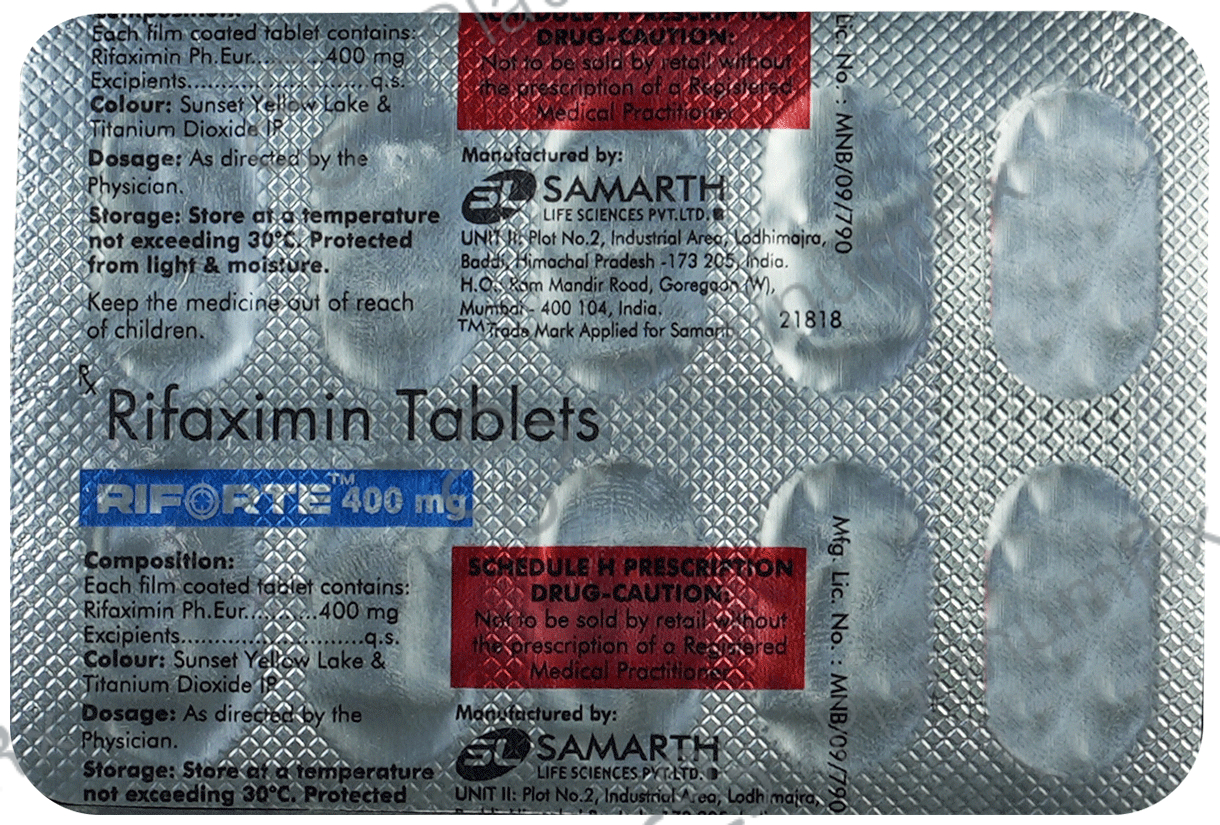 Composition:
Each film coated tablet contains:
Rifaximin Ph.Eur..........400 mg
Excipients..........................q.s.
Colour: Sunset Yellow Lake &
Titanium Dioxide IP
Dosage: As directed by the
Physician.
Storage: Store at a temperature
not exceeding 30°C. Protected
from light & moisture.
Keep the medicine out of reach
of children.
SCHEDULE H PRESCRIPTION
DRUG-CAUTION:
Not to be sold by retail without
the prescription of a Registered
Medical Practitioner
Manufactured by:
SAMARTH
LIFE SCIENCES PVT.LTD.
UNIT II: Plot No.2, Industrial Area, Lodhimajra,
Baddi, Himachal Pradesh -173 205, India.
H.O.: Ram Mandir Road, Goregaon (W),
Mumbai - 400 104, India.
TM Trade Mark Applied for Samarth
21818
Lic. No. : MNB/09/790
Rx
Rifaximin Tablets
RIFORTE™ 400 mg
Composition:
Each film coated tablet contains:
Rifaximin Ph.Eur..........400 mg
Excipients..........................q.s.
Colour: Sunset Yellow Lake &
Titanium Dioxide IP
Dosage: As directed by the
Physician.
Storage: Store at a temperature
not exceeding 30°C. Protected
SCHEDULE H PRESCRIPTION
DRUG-CAUTION:
Not to be sold by retail without
the prescription of a Registered
Medical Practitioner
Manufactured by:
SL SAMARTH
LIFE SCIENCES PVT.LTD.
UNIT II: Plot No.2, Industrial Area, Lodhimajra,
Mfg. Lic. No. : MNB/09/790